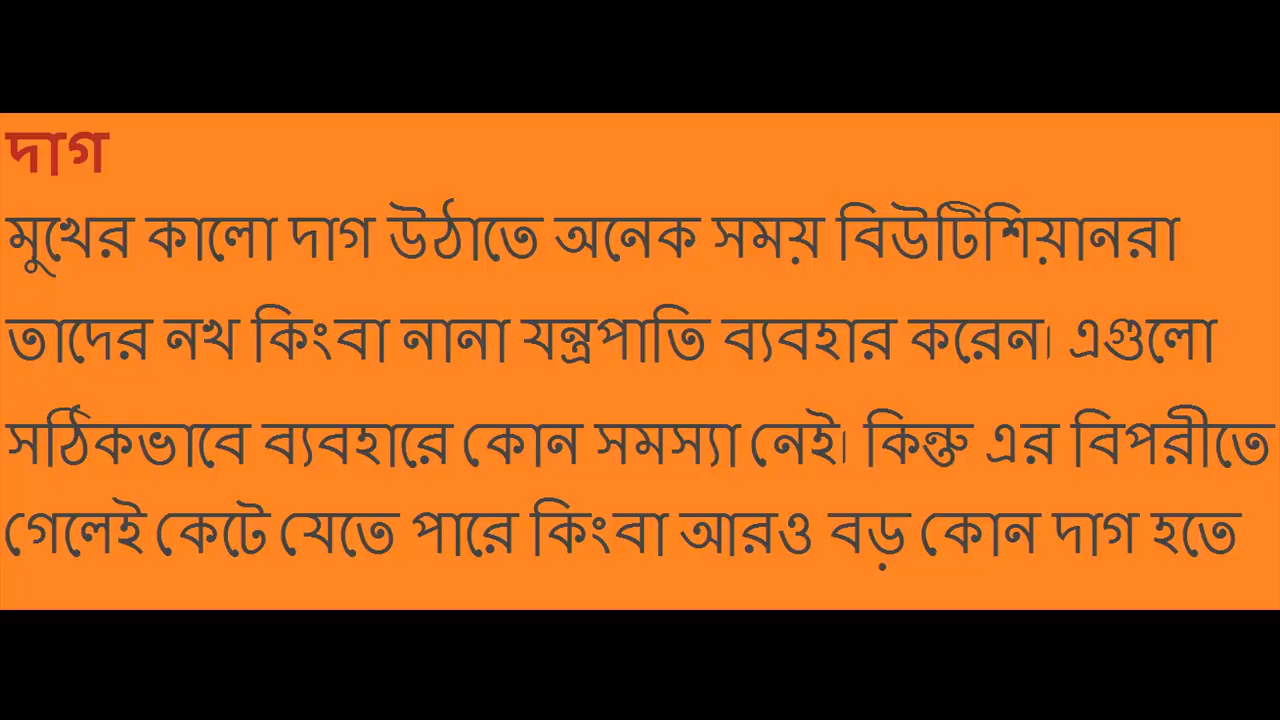 দাগ
মুখের কালো দাগ উঠাতে অনেক সময় বিউটিশিয়ানরা
তাদের নখ কিংবা নানা যন্ত্রপাতি ব্যবহার করেন। এগুলো
সঠিকভাবে ব্যবহারে কোন সমস্যা নেই। কিন্তু এর বিপরীতে
গেলেই কেটে যেতে পারে কিংবা আরও বড় কোন দাগ হতে